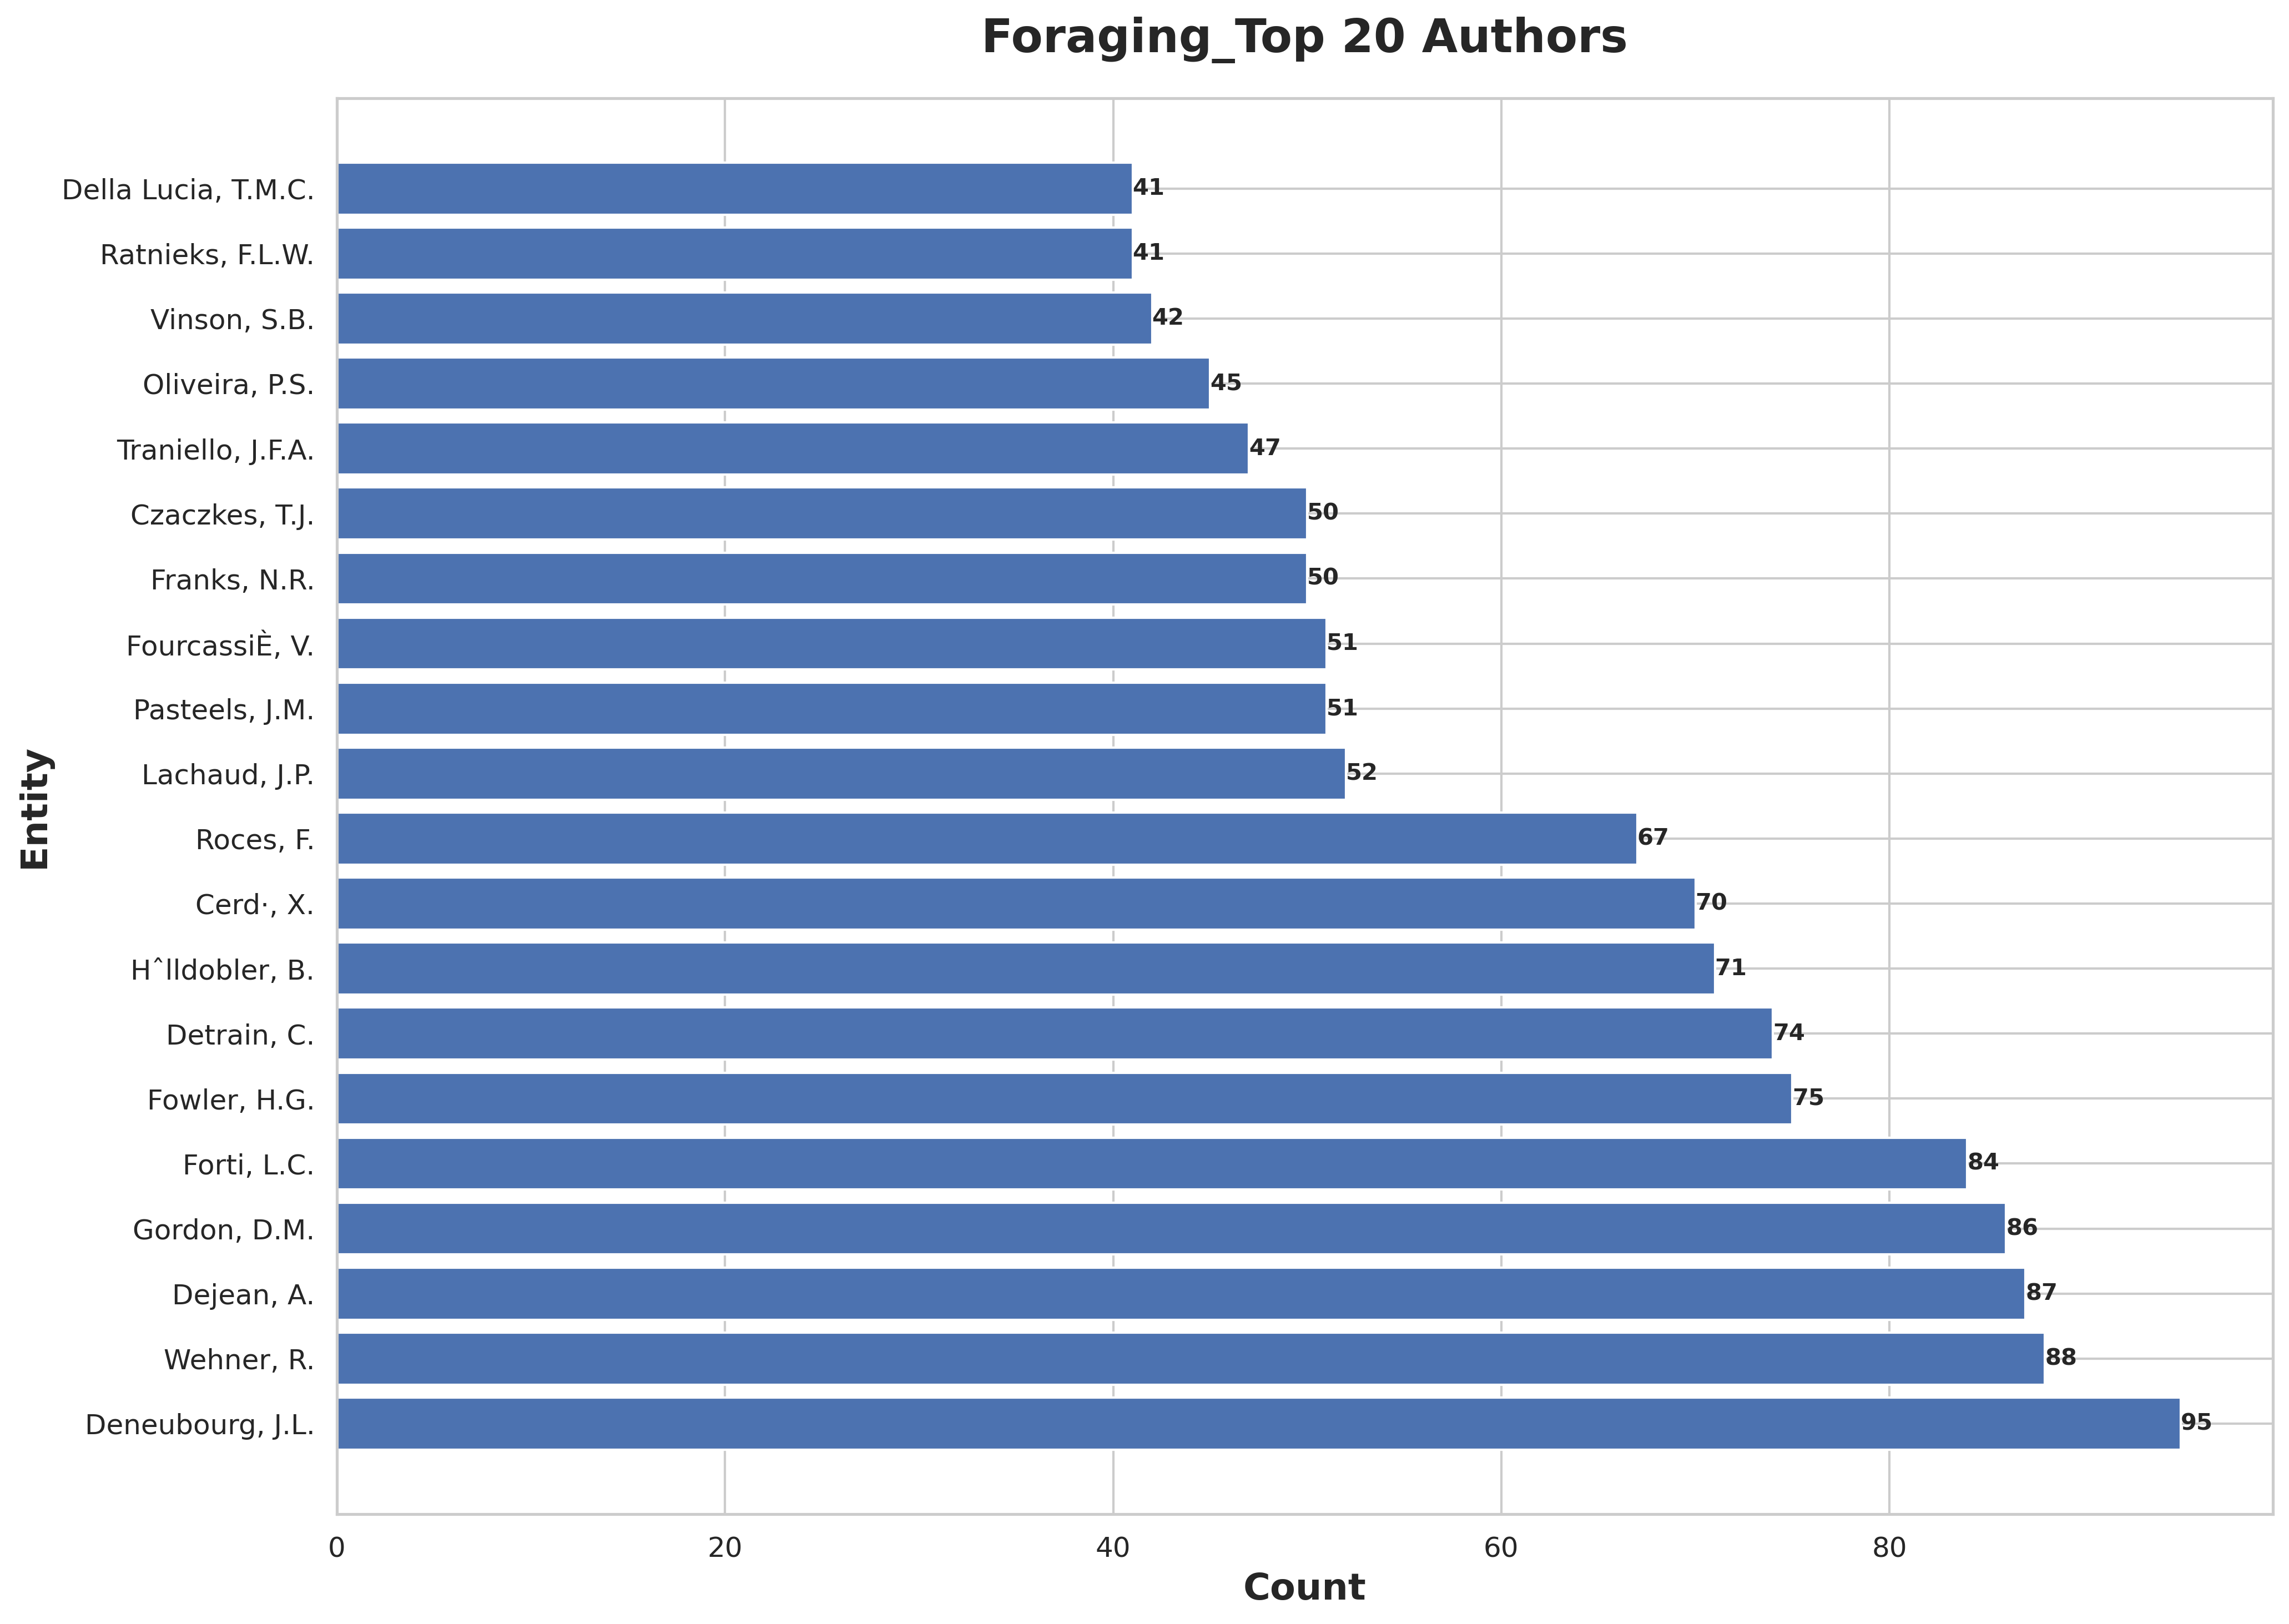 Foraging_Top 20 Authors
Della Lucia, T.M.C. 41
Ratnieks, F.L.W. 41
Vinson, S.B. 42
Oliveira, P.S. 45
Traniello, J.F.A. 47
Czaczkes, T.J. 50
Franks, N.R. 50
FourcassiÈ, V. 51
Pasteels, J.M. 51
Lachaud, J.P. 52
Roces, F. 67
Cerd·, X. 70
Hˆlldobler, B. 71
Detrain, C. 74
Fowler, H.G. 75
Forti, L.C. 84
Gordon, D.M. 86
Dejean, A. 87
Wehner, R. 88
Deneubourg, J.L. 95
Entity
0 20 40 60 80
Count